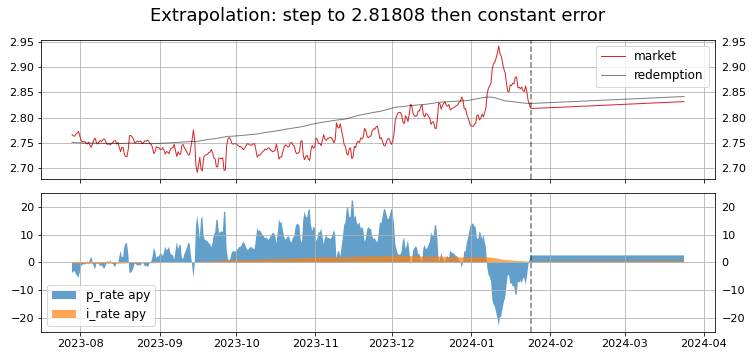 Extrapolation: step to 2.81808 then constant error
2.95 2.95
2.90 2.90
2.85 2.85
2.80 2.80
2.75 2.75
2.70 2.70
market
redemption
20 20
10 10
0 0
−10 −10
−20 −20
p_rate apy
i_rate apy
2023-08 2023-09 2023-10 2023-11 2023-12 2024-01 2024-02 2024-03 2024-04